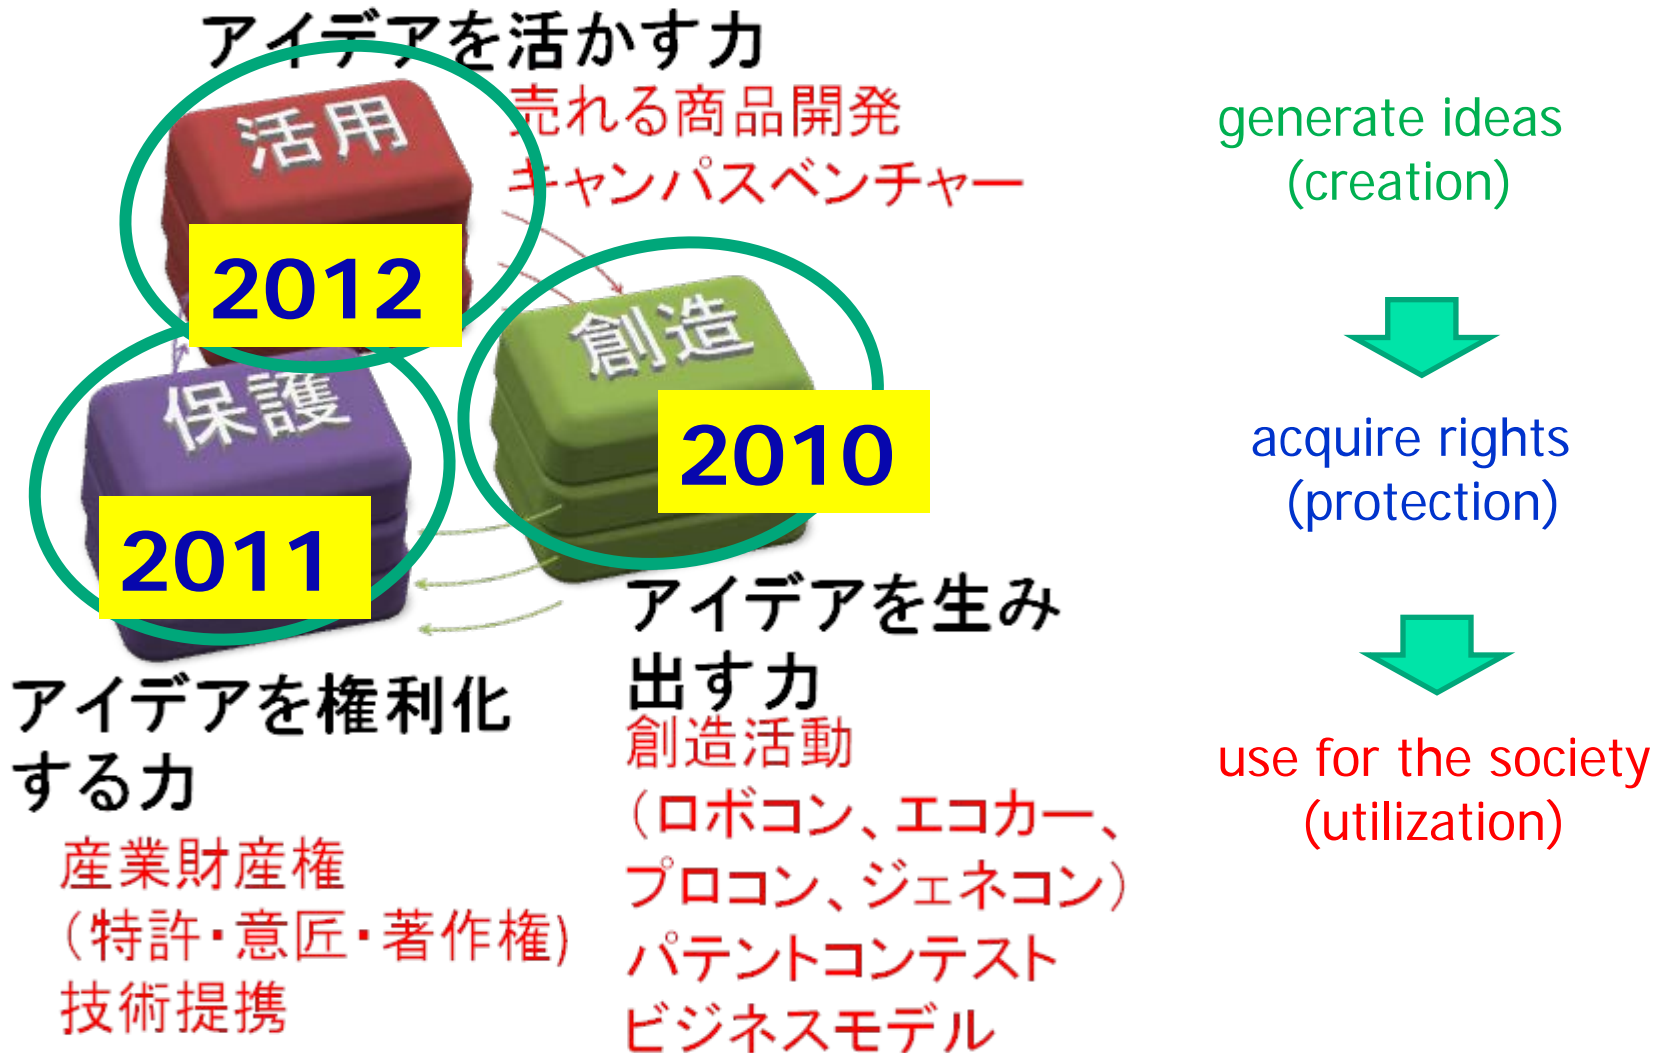 アイデアを活かす力
売れる商品開発
キャンパスベンチャー
活用
2012
創造
2010
保護
2011
アイデアを生み
出す力
創造活動
（ロボコン、エコカー、
プロコン、ジェネコン）
パテントコンテスト
ビジネスモデル
アイデアを権利化
する力
産業財産権
（特許・意匠・著作権)
技術提携
generate ideas
(creation)
acquire rights
(protection)
use for the society
(utilization)